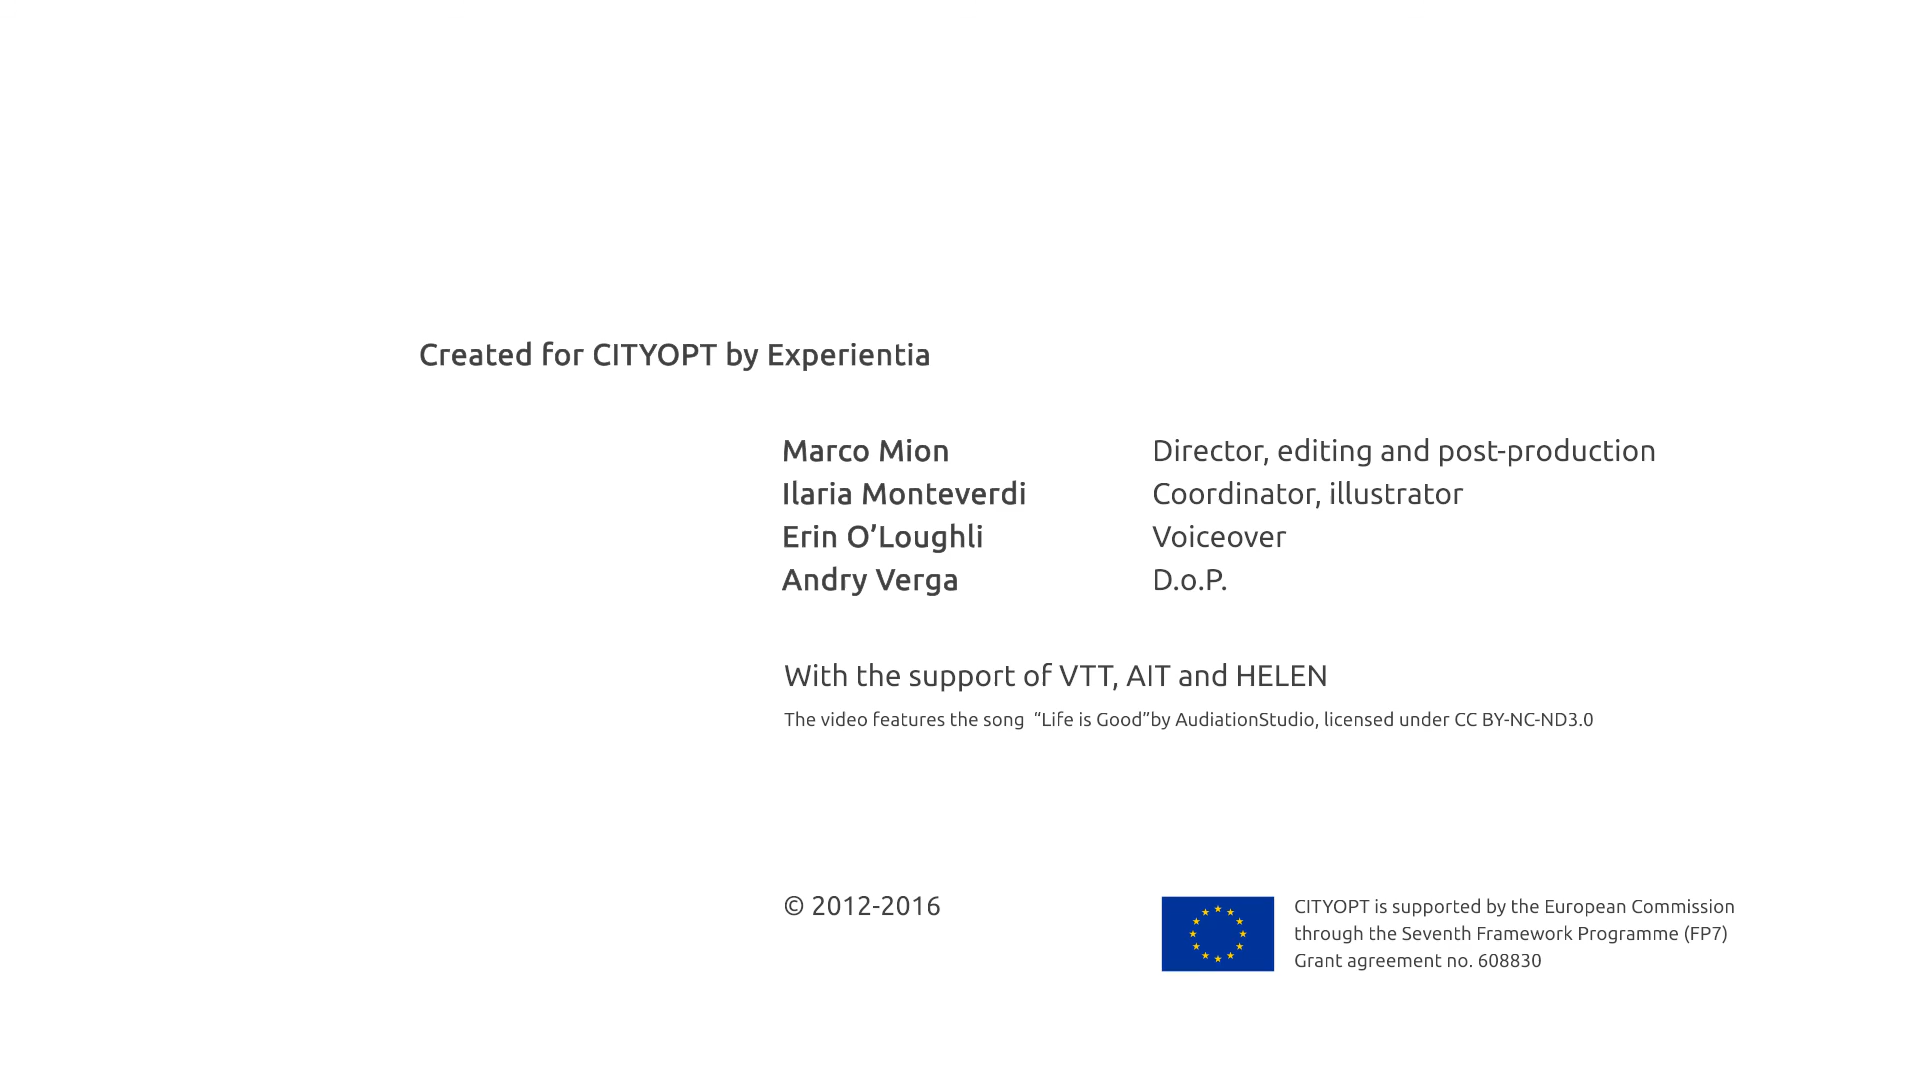 Created for CITYOPT by Experientia
Marco Mion Director, editing and post-production
Ilaria Monteverdi Coordinator, illustrator
Erin O’Loughli Voiceover
Andry Verga D.o.P.
With the support of VTT, AIT and HELEN
The video features the song “Life is Good”by AudiationStudio, licensed under CC BY-NC-ND3.0
© 2012-2016
CITYOPT is supported by the European Commission
through the Seventh Framework Programme (FP7)
Grant agreement no. 608830